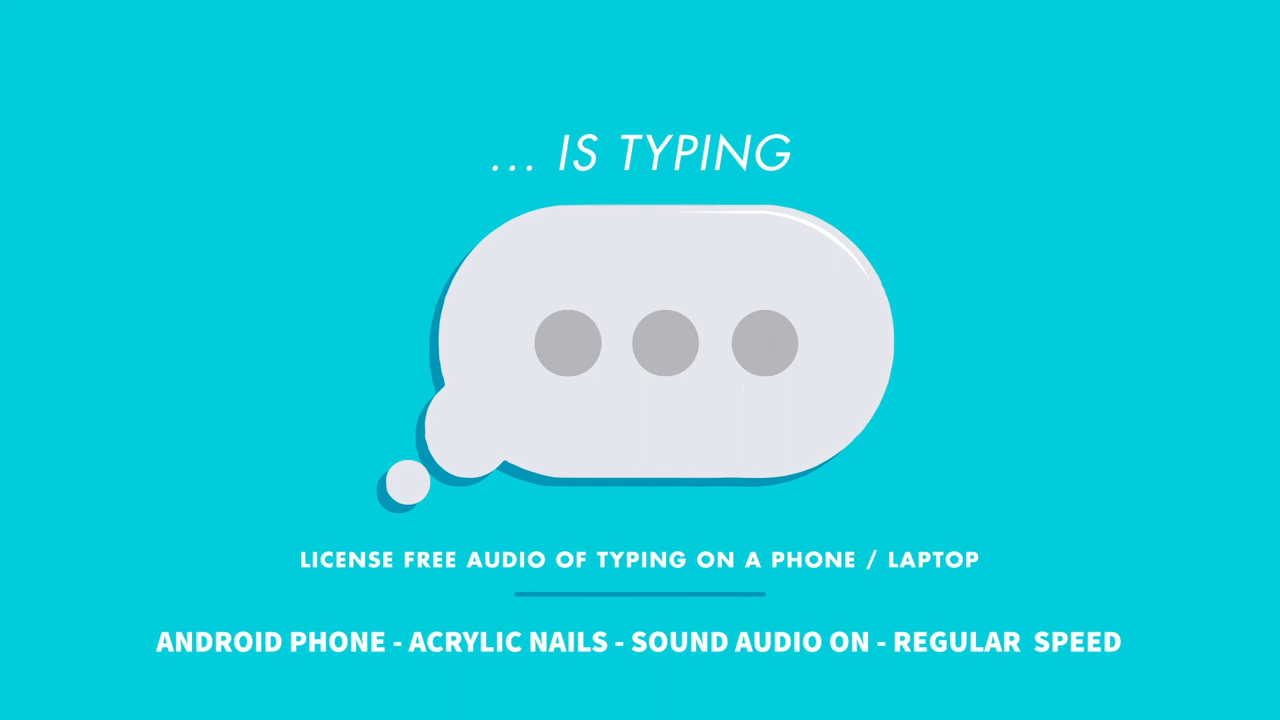 ... IS TYPING
LICENSE FREE AUDIO OF TYPING ON A PHONE / LAPTOP
ANDROID PHONE - ACRYLIC NAILS - SOUND AUDIO ON - REGULAR  SPEED